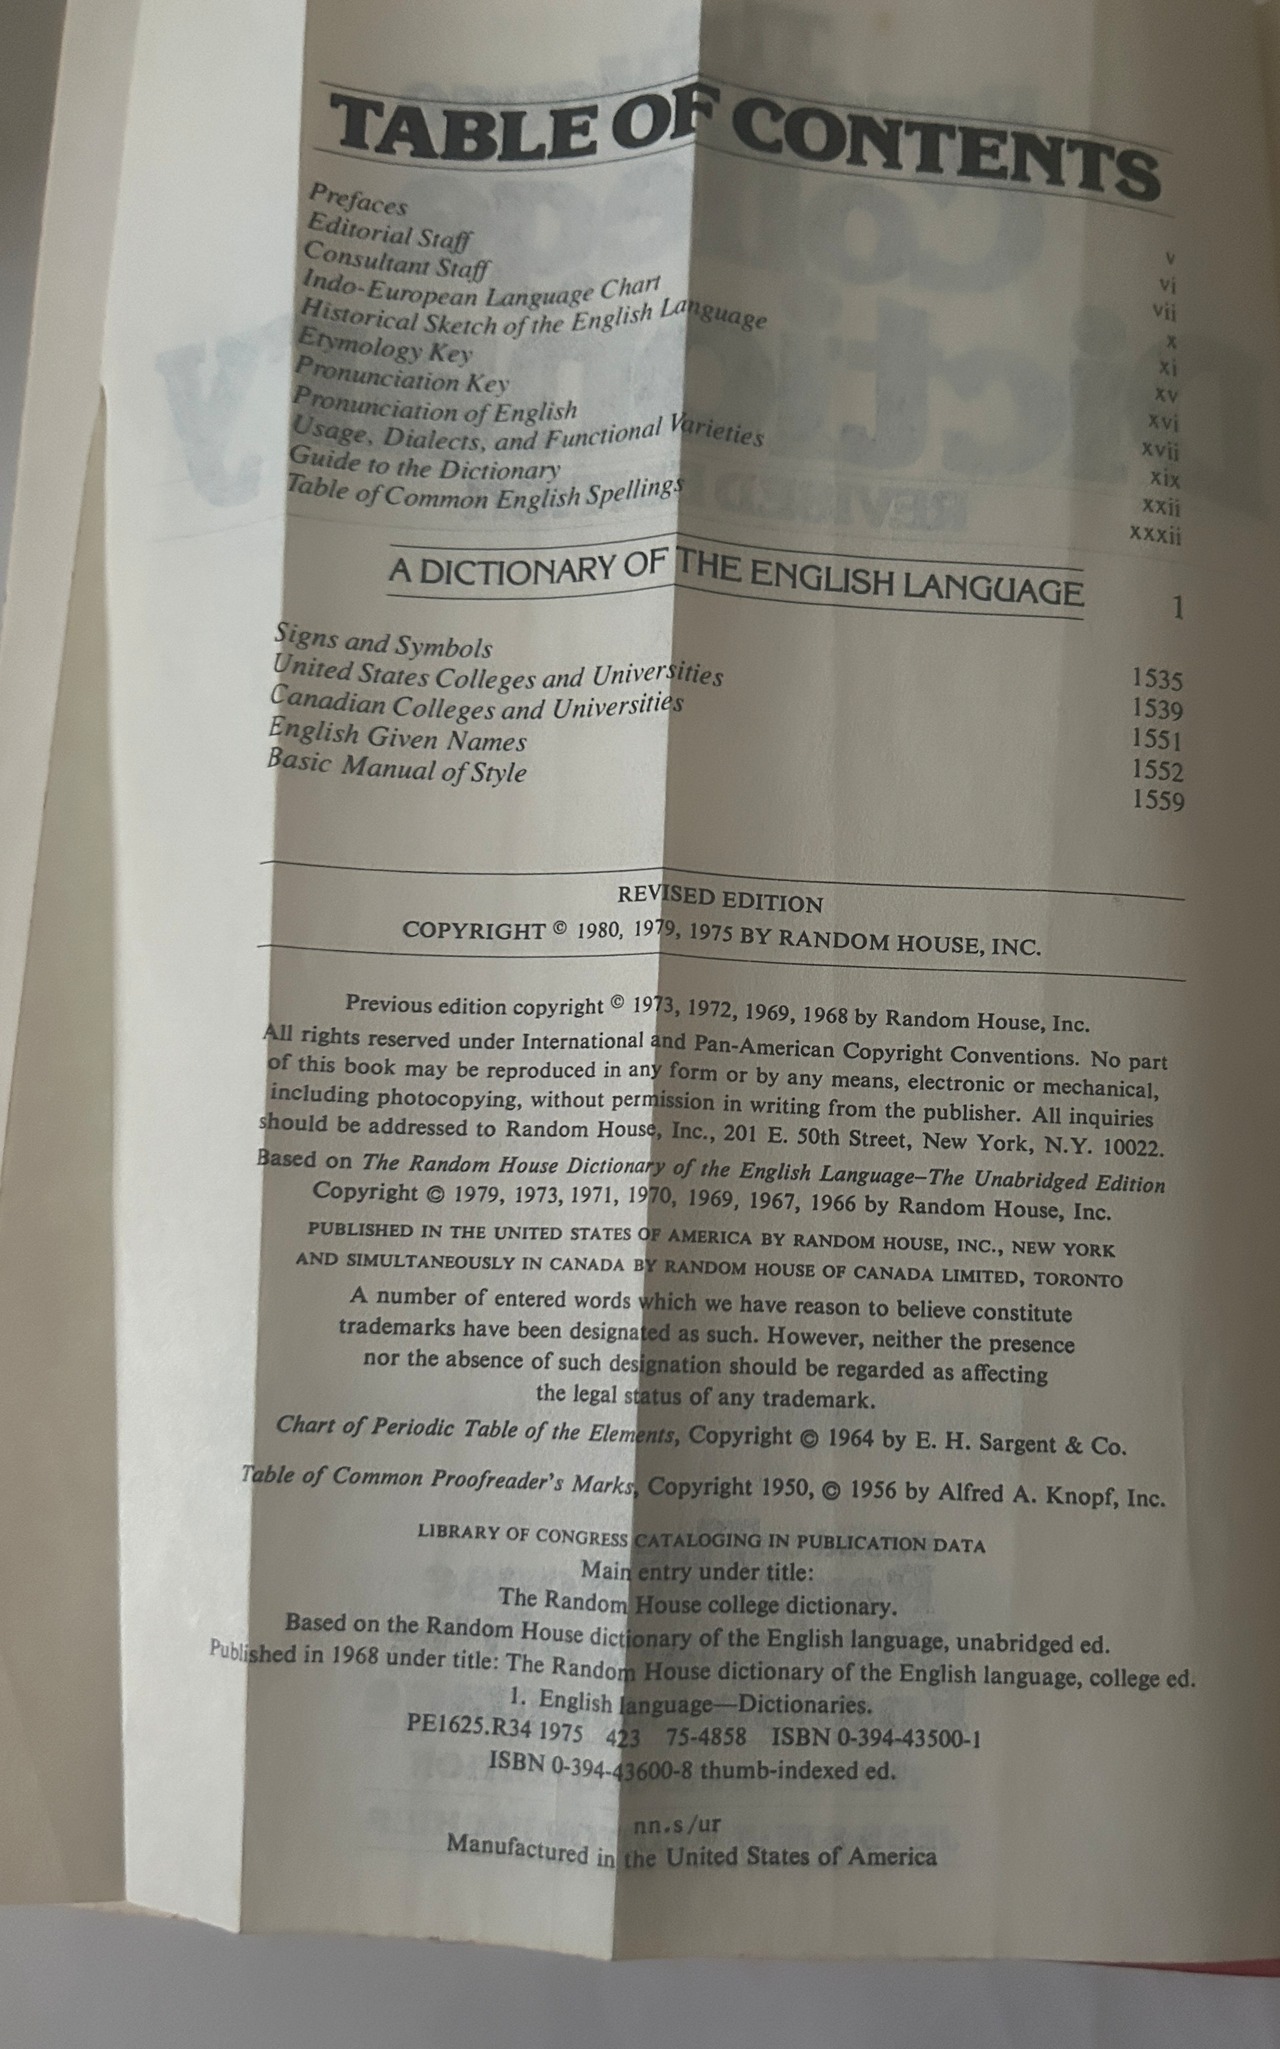 TABLE OF CONTENTS
Prefaces v
Editorial Staff vi
Consultant Staff vii
Indo-European Language Chart x
Historical Sketch of the English Language xi
Etymology Key xv
Pronunciation Key xvi
Pronunciation of English xvii
Usage, Dialects, and Functional Varieties xix
Guide to the Dictionary xxii
Table of Common English Spellings xxxii
A DICTIONARY OF THE ENGLISH LANGUAGE 1
Signs and Symbols 1535
United States Colleges and Universities 1539
Canadian Colleges and Universities 1551
English Given Names 1552
Basic Manual of Style 1559
REVISED EDITION
COPYRIGHT © 1980, 1979, 1975 BY RANDOM HOUSE, INC.
Previous edition copyright © 1973, 1972, 1969, 1968 by Random House, Inc.
All rights reserved under International and Pan-American Copyright Conventions. No part
of this book may be reproduced in any form or by any means, electronic or mechanical,
including photocopying, without permission in writing from the publisher. All inquiries
should be addressed to Random House, Inc., 201 E. 50th Street, New York, N.Y. 10022.
Based on The Random House Dictionary of the English Language–The Unabridged Edition
Copyright © 1979, 1973, 1971, 1970, 1969, 1967, 1966 by Random House, Inc.
PUBLISHED IN THE UNITED STATES OF AMERICA BY RANDOM HOUSE, INC., NEW YORK
AND SIMULTANEOUSLY IN CANADA BY RANDOM HOUSE OF CANADA LIMITED, TORONTO
A number of entered words which we have reason to believe constitute
trademarks have been designated as such. However, neither the presence
nor the absence of such designation should be regarded as affecting
the legal status of any trademark.
Chart of Periodic Table of the Elements, Copyright © 1964 by E. H. Sargent & Co.
Table of Common Proofreader's Marks, Copyright 1950, © 1956 by Alfred A. Knopf, Inc.
LIBRARY OF CONGRESS CATALOGING IN PUBLICATION DATA
Main entry under title:
The Random House college dictionary.
Based on the Random House dictionary of the English language, unabridged ed.
Published in 1968 under title: The Random House dictionary of the English language, college ed.
1. English language—Dictionaries.
PE1625.R34 1975 423 75-4858 ISBN 0-394-43500-1
ISBN 0-394-43600-8 thumb-indexed ed.
nn.s/ur
Manufactured in the United States of America